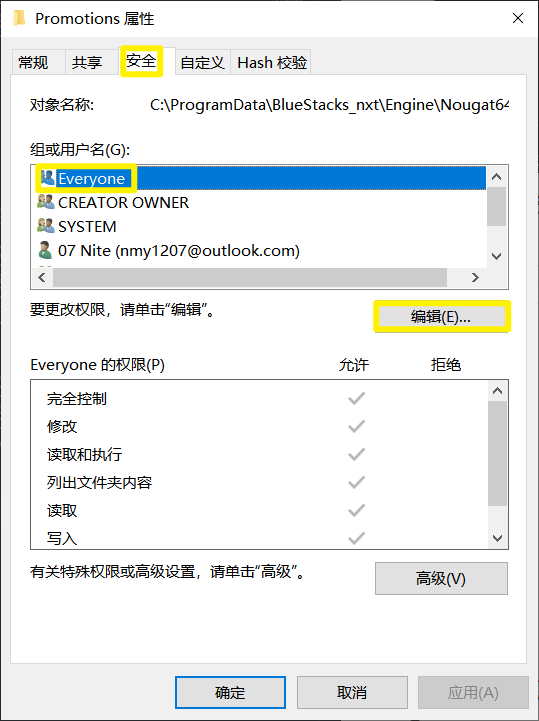 Promotions 属性
常规 共享 安全 自定义 Hash 校验
对象名称: C:\ProgramData\BlueStacks_nxt\Engine\Nougat64
组或用户名(G):
Everyone
CREATOR OWNER
SYSTEM
07 Nite (nmy1207@outlook.com)
要更改权限，请单击“编辑”。
编辑(E)...
Everyone 的权限(P) 允许 拒绝
完全控制
修改
读取和执行
列出文件夹内容
读取
写入
有关特殊权限或高级设置，请单击“高级”。
高级(V)
确定 取消 应用(A)